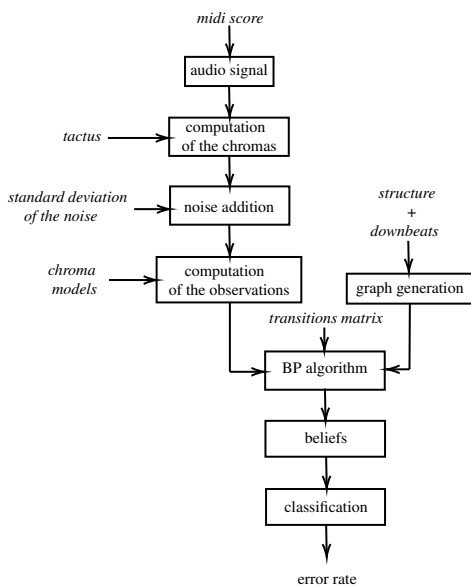 midi score
audio signal
tactus
computation
of the chromas
standard deviation
of the noise
noise addition
structure
+
downbeats
chroma
models
computation
of the observations
graph generation
transitions matrix
BP algorithm
beliefs
classification
error rate